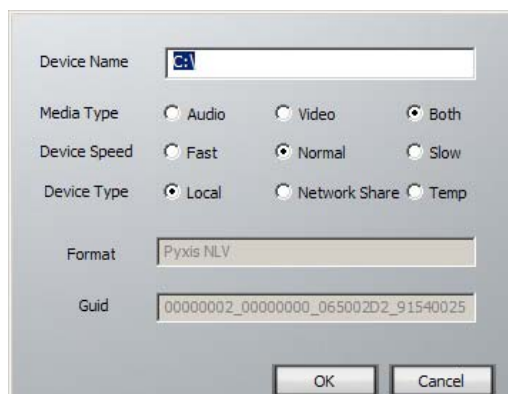 Device Name C:\
Media Type Audio Video Both
Device Speed Fast Normal Slow
Device Type Local Network Share Temp
Format Pyxis NLV
Guid 00000002_00000000_065002D2_91540025
OK Cancel